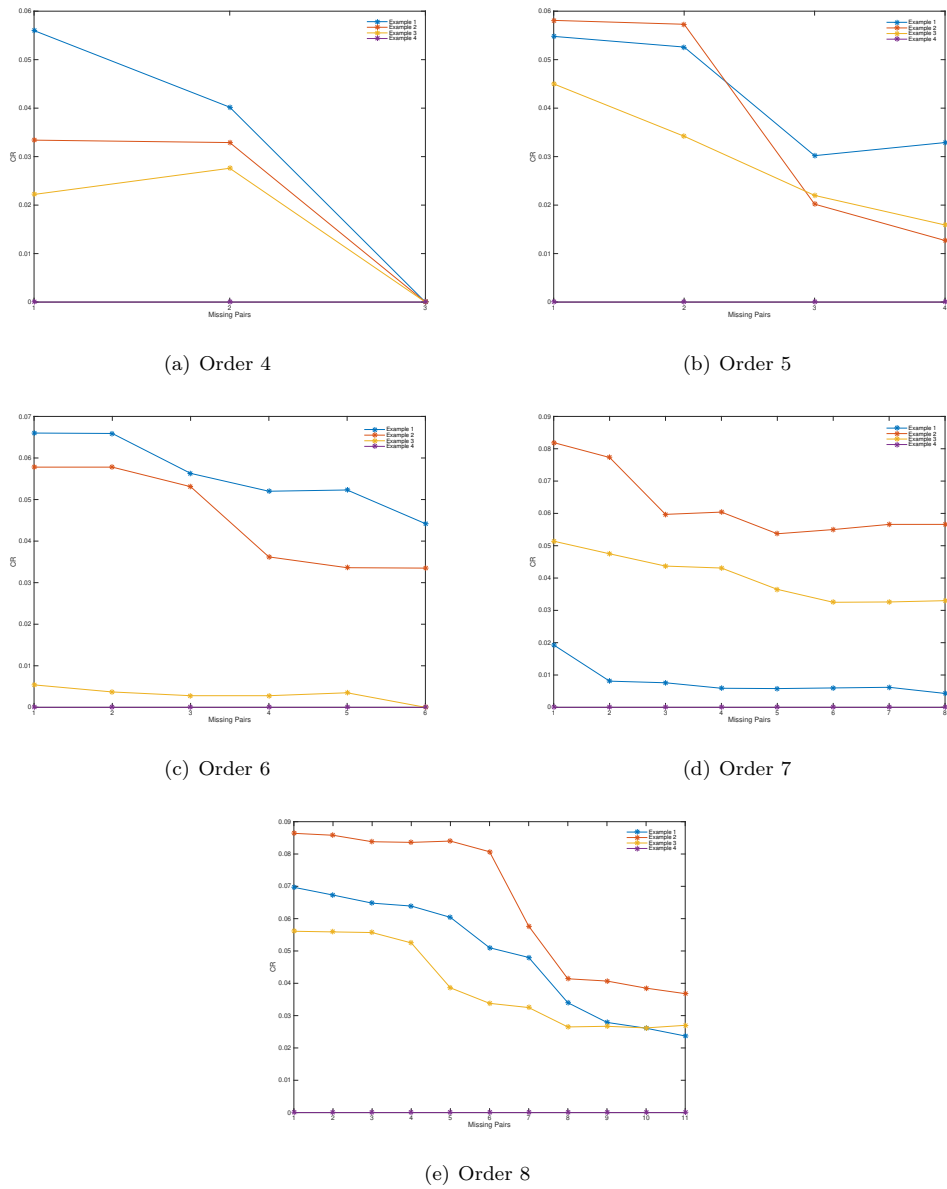 0.06
0.05
0.04
0.03
0.02
0.01
0
CR
1 2 3
Missing Pairs
Example 1
Example 2
Example 3
Example 4
(a) Order 4
0.06
0.05
0.04
0.03
0.02
0.01
0
CR
1 2 3 4
Missing Pairs
Example 1
Example 2
Example 3
Example 4
(b) Order 5
0.07
0.06
0.05
0.04
0.03
0.02
0.01
0
CR
1 2 3 4 5 6
Missing Pairs
Example 1
Example 2
Example 3
Example 4
(c) Order 6
0.09
0.08
0.07
0.06
0.05
0.04
0.03
0.02
0.01
0
CR
1 2 3 4 5 6 7 8
Missing Pairs
Example 1
Example 2
Example 3
Example 4
(d) Order 7
0.09
0.08
0.07
0.06
0.05
0.04
0.03
0.02
0.01
0
CR
1 2 3 4 5 6 7 8 9 10 11
Missing Pairs
Example 1
Example 2
Example 3
Example 4
(e) Order 8